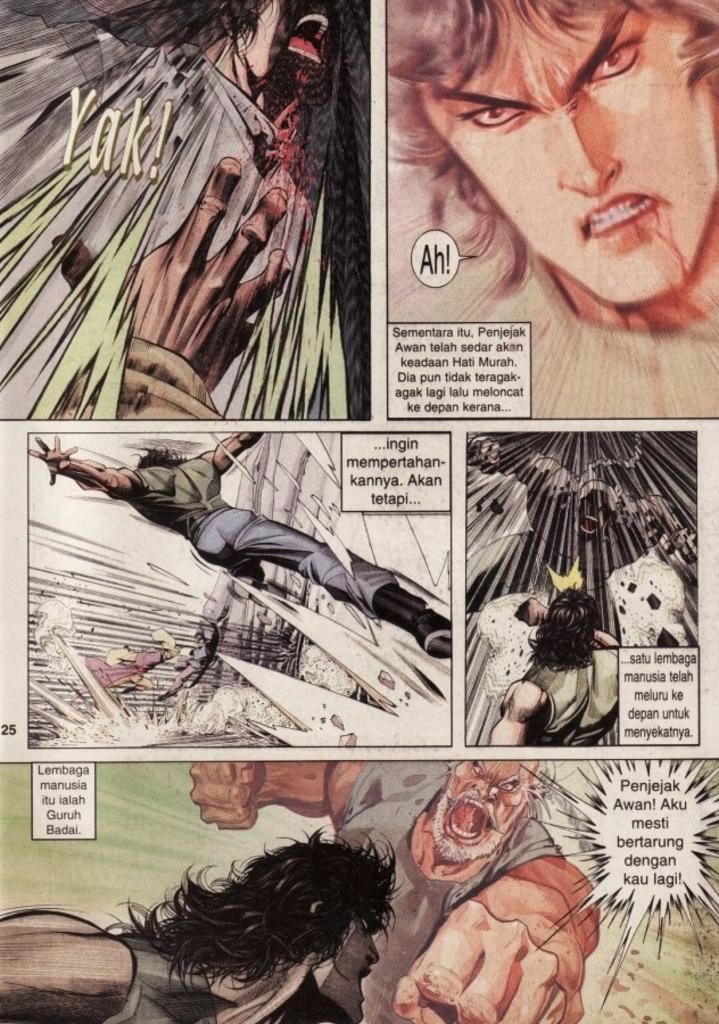 Yak!
Ah!
Sementara itu, Penjejak
Awan telah sedar akan
keadaan Hati Murah.
Dia pun tidak teragak-
agak lagi lalu meloncat
ke depan kerana...
...ingin
mempertahan-
kannya. Akan
tetapi...
...satu lembaga
manusia telah
meluru ke
depan untuk
menyekatnya.
25
Lembaga
manusia
itu ialah
Guruh
Badai.
Penjejak
Awan! Aku
mesti
bertarung
dengan
kau lagi!